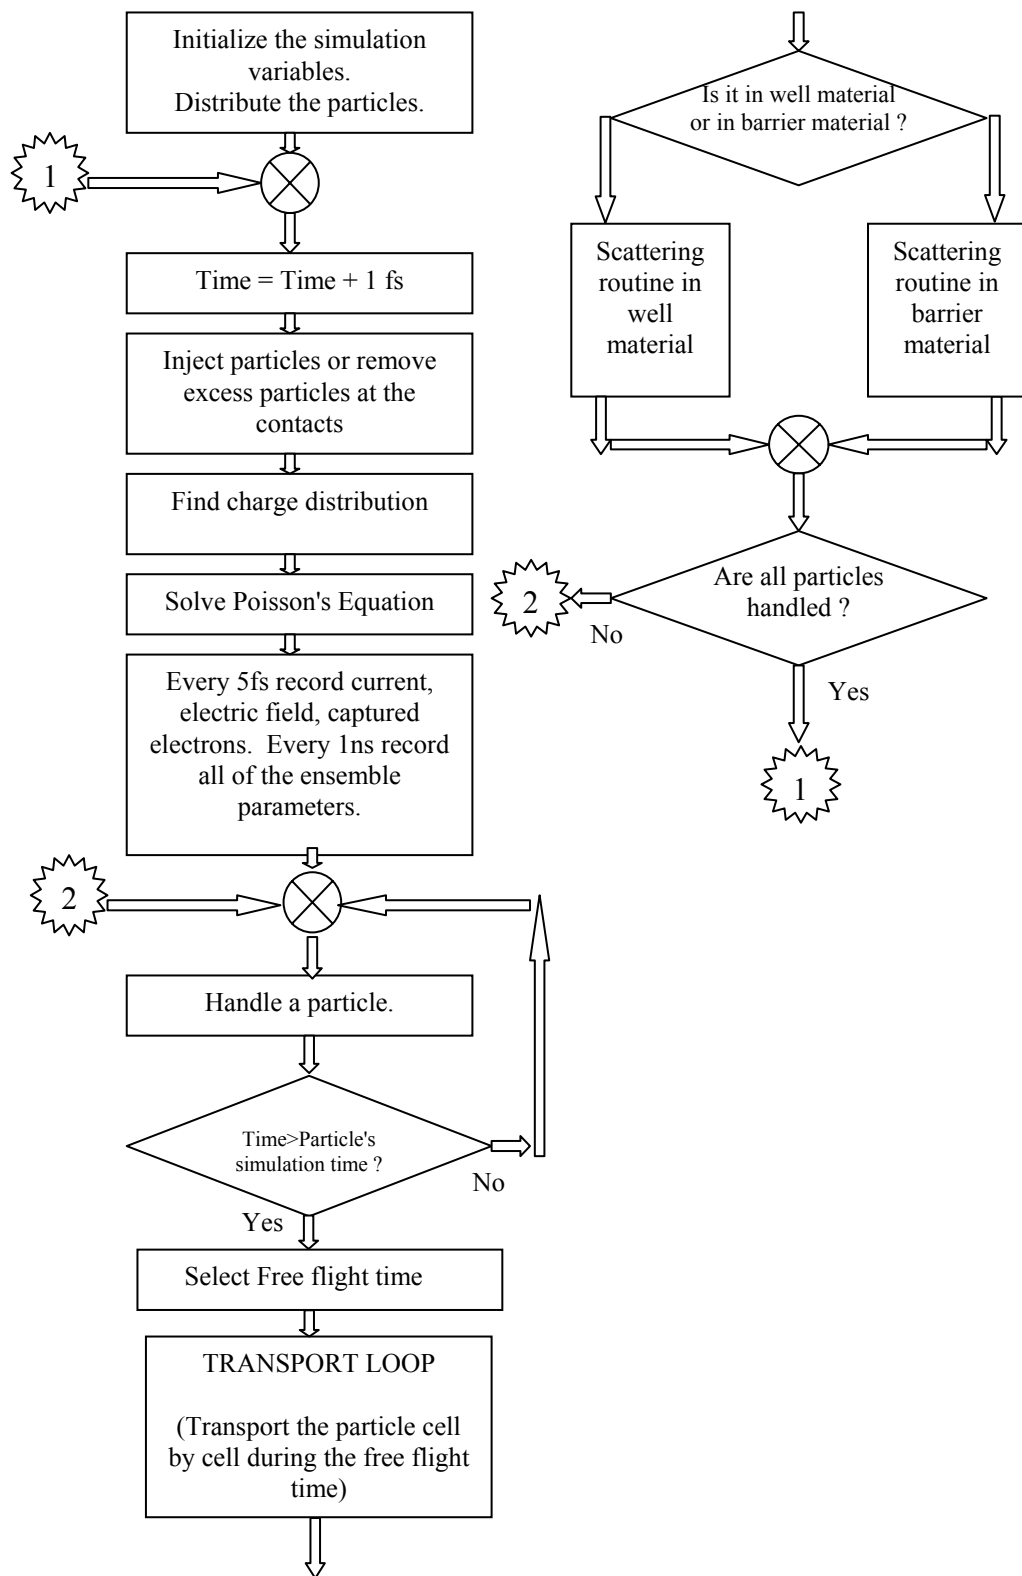 Initialize the simulation
variables.
Distribute the particles.
1
Time = Time + 1 fs
Inject particles or remove
excess particles at the
contacts
Find charge distribution
Solve Poisson's Equation
Every 5fs record current,
electric field, captured
electrons. Every 1ns record
all of the ensemble
parameters.
2
Handle a particle.
Time>Particle's
simulation time ?
No
Yes
Select Free flight time
TRANSPORT LOOP
(Transport the particle cell
by cell during the free flight
time)
Is it in well material
or in barrier material ?
Scattering
routine in
well
material
Scattering
routine in
barrier
material
Are all particles
handled ?
2
No
Yes
1